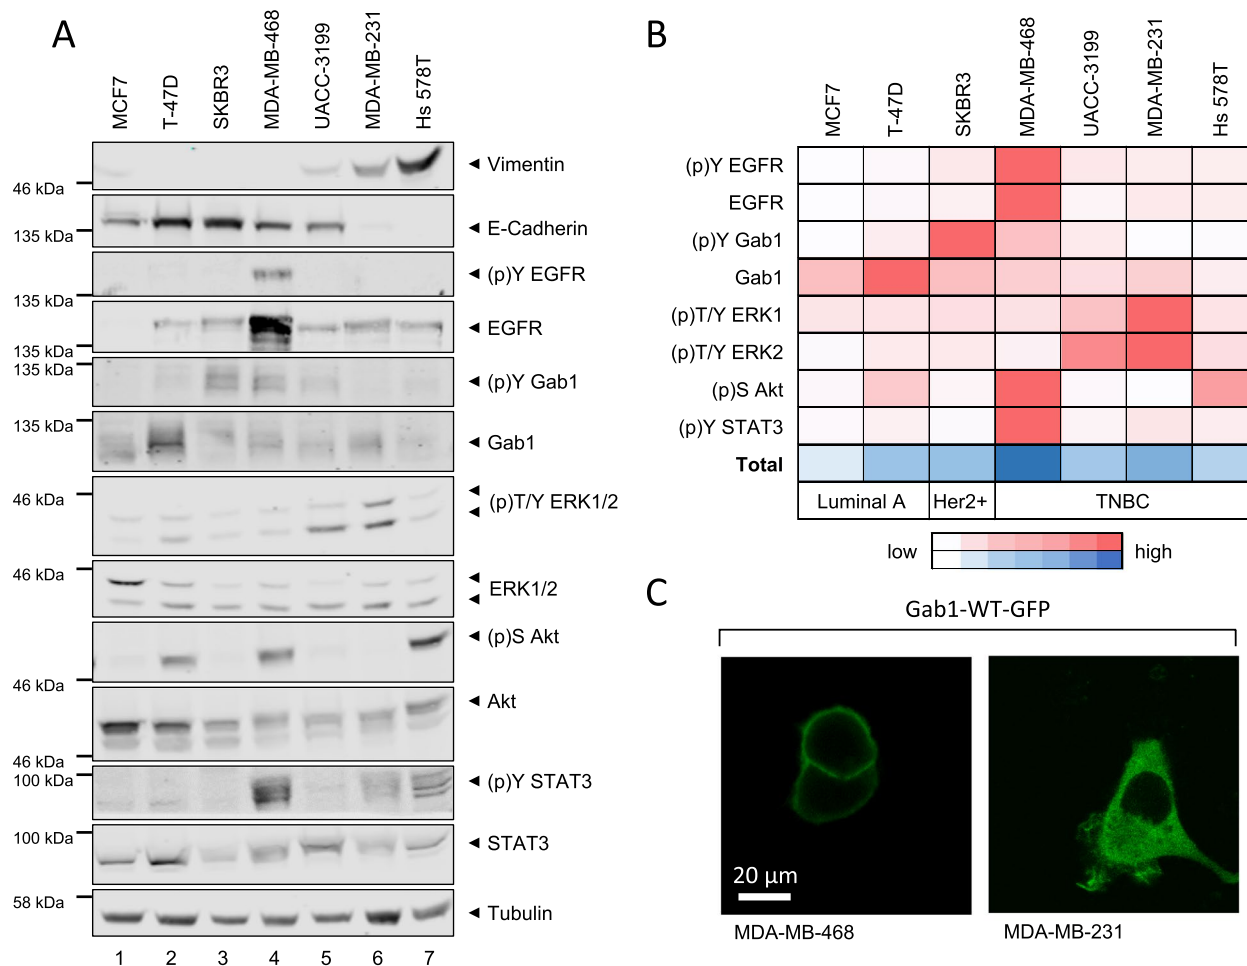 A
MCF7
T-47D
SKBR3
MDA-MB-468
UACC-3199
MDA-MB-231
Hs 578T
Vimentin
46 kDa
E-Cadherin
135 kDa
(p)Y EGFR
135 kDa
EGFR
135 kDa
135 kDa
(p)Y Gab1
135 kDa
Gab1
46 kDa
(p)T/Y ERK1/2
46 kDa
ERK1/2
(p)S Akt
46 kDa
Akt
46 kDa
100 kDa
(p)Y STAT3
100 kDa
STAT3
58 kDa
Tubulin
1 2 3 4 5 6 7
B
MCF7
T-47D
SKBR3
MDA-MB-468
UACC-3199
MDA-MB-231
Hs 578T
(p)Y EGFR
EGFR
(p)Y Gab1
Gab1
(p)T/Y ERK1
(p)T/Y ERK2
(p)S Akt
(p)Y STAT3
Total
Luminal A Her2+ TNBC
low high
C
Gab1-WT-GFP
20 μm
MDA-MB-468 MDA-MB-231